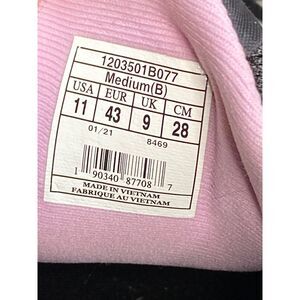 1203501B077
Medium(B)
USA EUR UK CM
11 43 9 28
01/21 8469
1 90340 87708 7
MADE IN VIETNAM
FABRIQUE AU VIETNAM